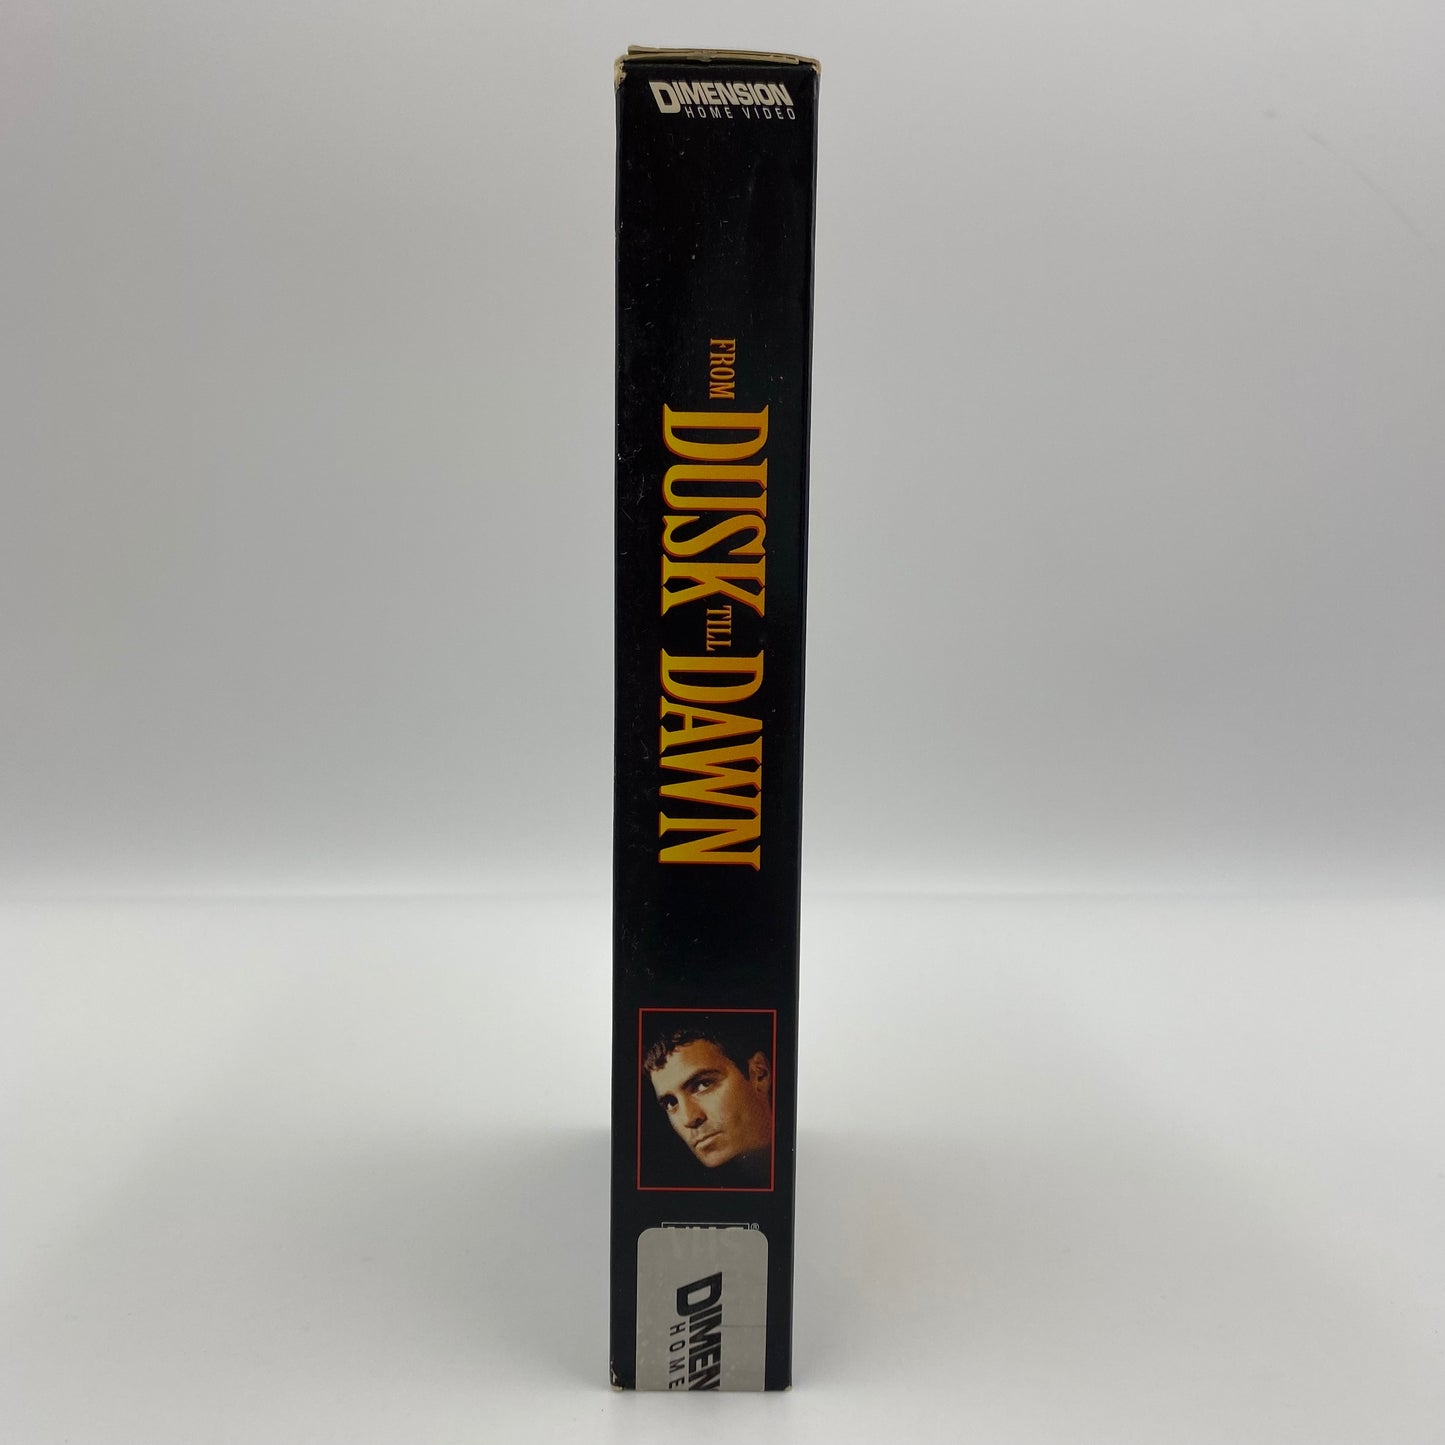 DIMENSION
HOME VIDEO
FROM DUSK TILL DAWN
VHS
®
DIMEN
HOME